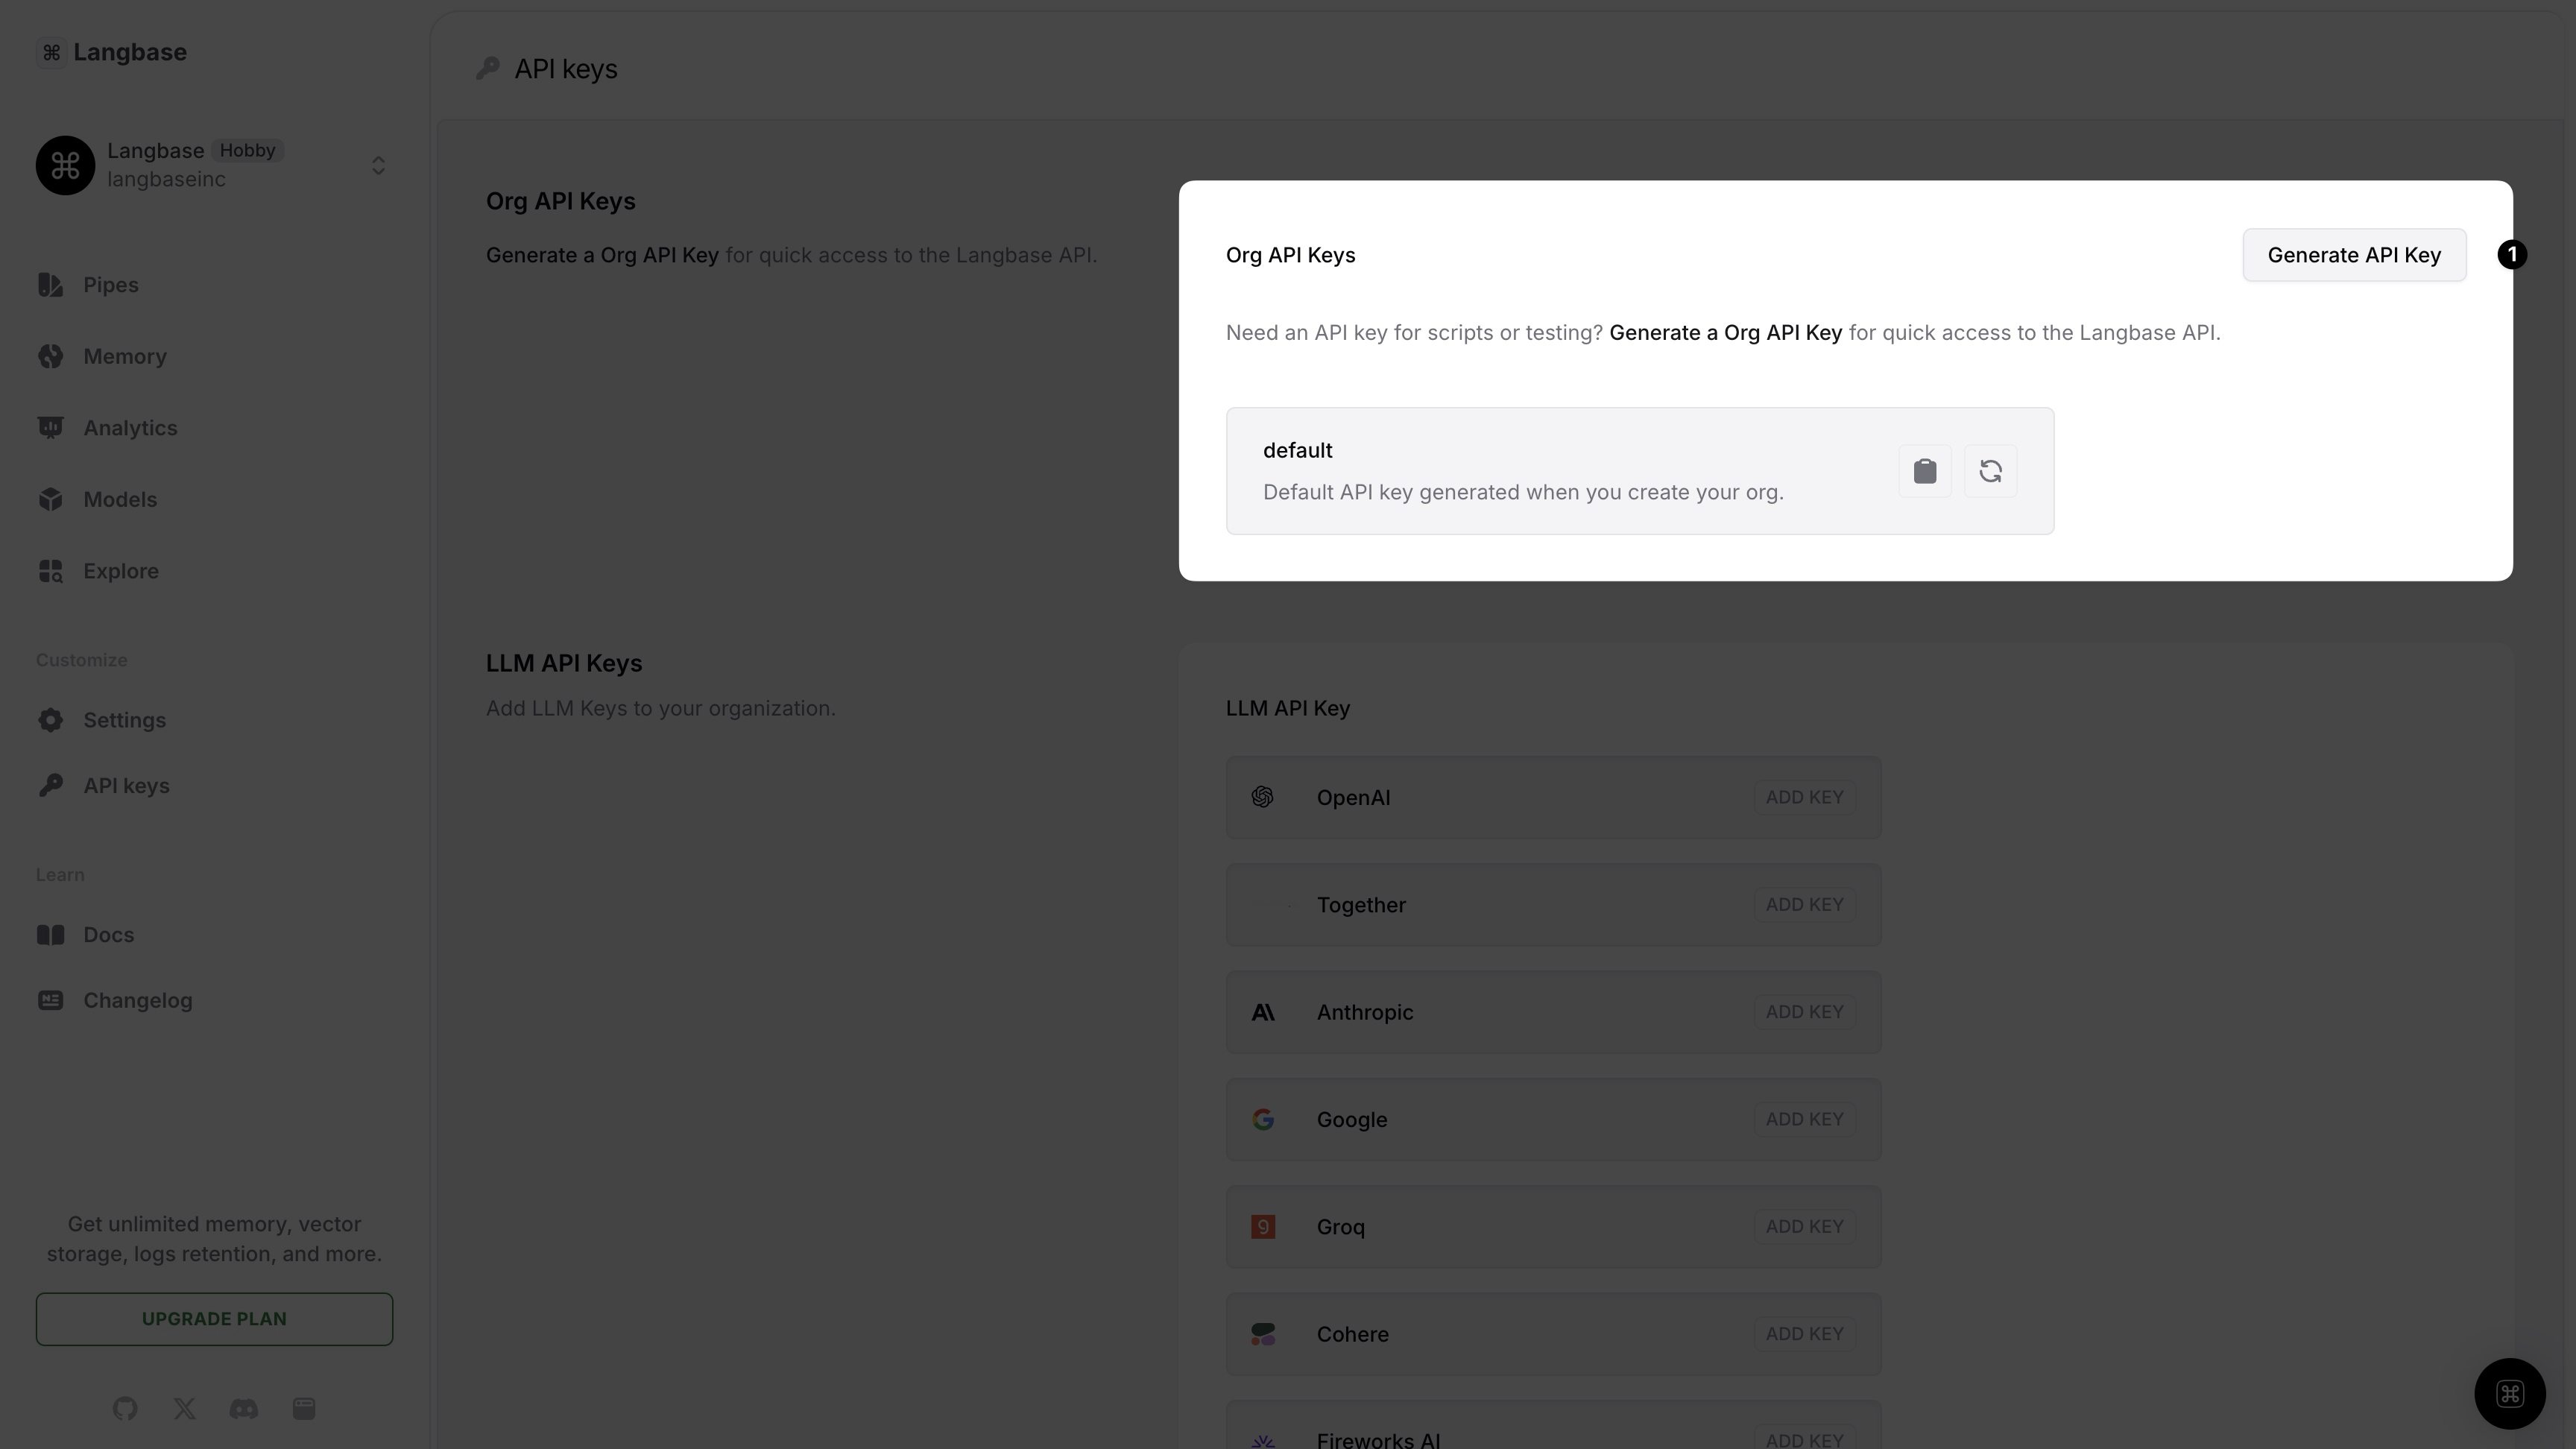 Langbase
Langbase Hobby
langbaseinc
Pipes
Memory
Analytics
Models
Explore
Customize
Settings
API keys
Learn
Docs
Changelog
Get unlimited memory, vector
storage, logs retention, and more.
UPGRADE PLAN
API keys
Org API Keys
Generate a Org API Key for quick access to the Langbase API.
Org API Keys
Generate API Key
1
Need an API key for scripts or testing? Generate a Org API Key for quick access to the Langbase API.
default
Default API key generated when you create your org.
LLM API Keys
Add LLM Keys to your organization.
LLM API Key
OpenAI ADD KEY
Together ADD KEY
Anthropic ADD KEY
Google ADD KEY
Groq ADD KEY
Cohere ADD KEY
Fireworks AI ADD KEY